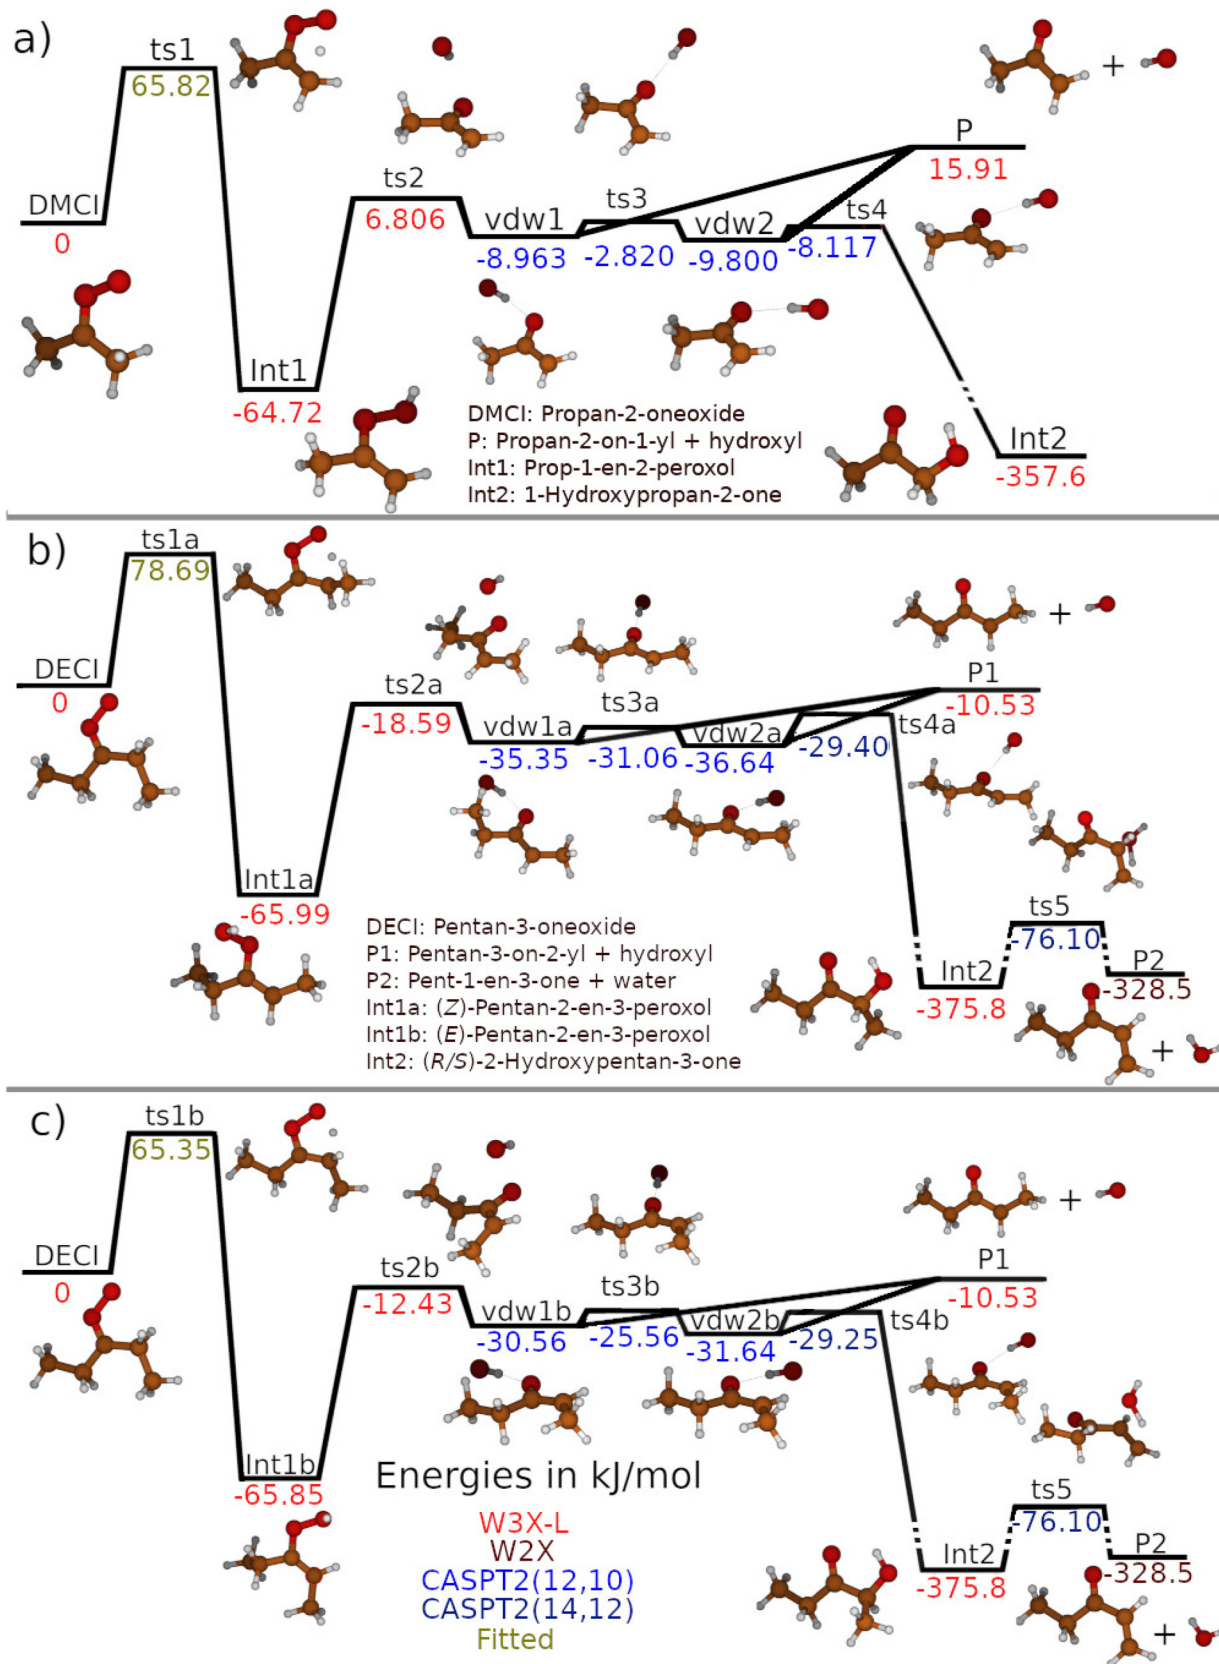 a)
ts1
65.82
+
P
15.91
DMCI
0
ts2
6.806
vdw1
-8.963
ts3
-2.820
vdw2
-9.800
ts4
-8.117
Int1
-64.72
DMCI: Propan-2-oneoxide
P: Propan-2-on-1-yl + hydroxyl
Int1: Prop-1-en-2-peroxol
Int2: 1-Hydroxypropan-2-one
Int2
-357.6
b)
ts1a
78.69
+
DECI
0
ts2a
-18.59
vdw1a
-35.35
ts3a
-31.06
vdw2a
-36.64
ts4a
-29.40
P1
-10.53
Int1a
-65.99
DECI: Pentan-3-oneoxide
P1: Pentan-3-on-2-yl + hydroxyl
P2: Pent-1-en-3-one + water
Int1a: (Z)-Pentan-2-en-3-peroxol
Int1b: (E)-Pentan-2-en-3-peroxol
Int2: (R/S)-2-Hydroxypentan-3-one
Int2
-375.8
ts5
-76.10
P2
-328.5
+
c)
ts1b
65.35
+
DECI
0
ts2b
-12.43
vdw1b
-30.56
ts3b
-25.56
vdw2b
-31.64
ts4b
-29.25
P1
-10.53
Int1b
-65.85
Energies in kJ/mol
W3X-L
W2X
CASPT2(12,10)
CASPT2(14,12)
Fitted
Int2
-375.8
ts5
-76.10
P2
-328.5
+